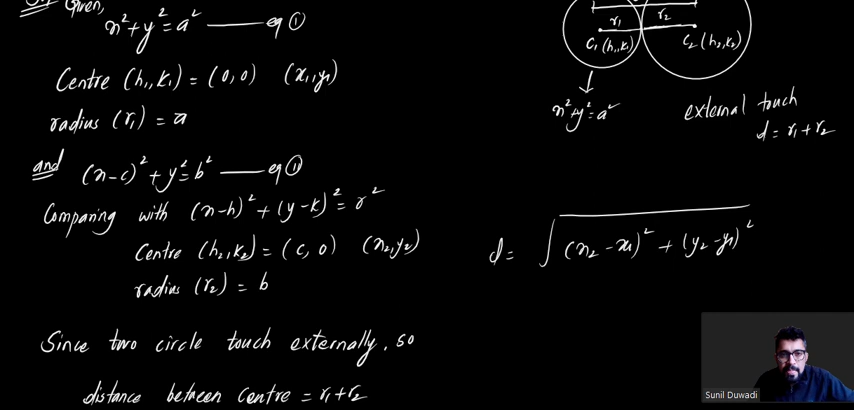 Given,
x²+y²=a² —— eq ①
Centre (h₁,k₁) = (0,0) (x₁,y₁)
radius (r₁) = a
and (x-c)²+y²=b² —— eq ⑪
Comparing with (x-h)²+(y-k)²=r²
Centre (h₂,k₂) = (c,0) (x₂,y₂)
radius (r₂) = b
Since two circle touch externally, so
distance between centre = r₁+r₂
r₁ r₂
C₁(h₁,k₁) C₂(h₂,k₂)
x²+y²=a²
external touch
d=r₁+r₂
d= √(x₂-x₁)²+(y₂-y₁)²
Sunil Duwadi